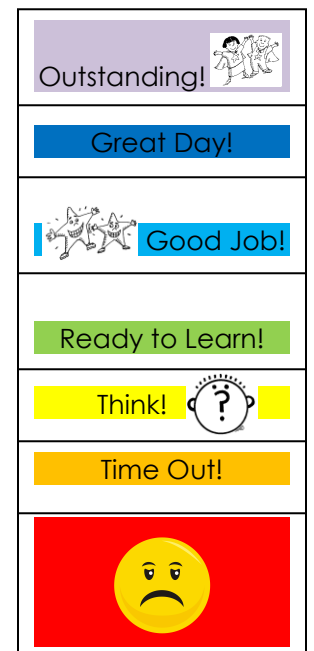 Outstanding!
Great Day!
Good Job!
Ready to Learn!
Think!
?
Time Out!